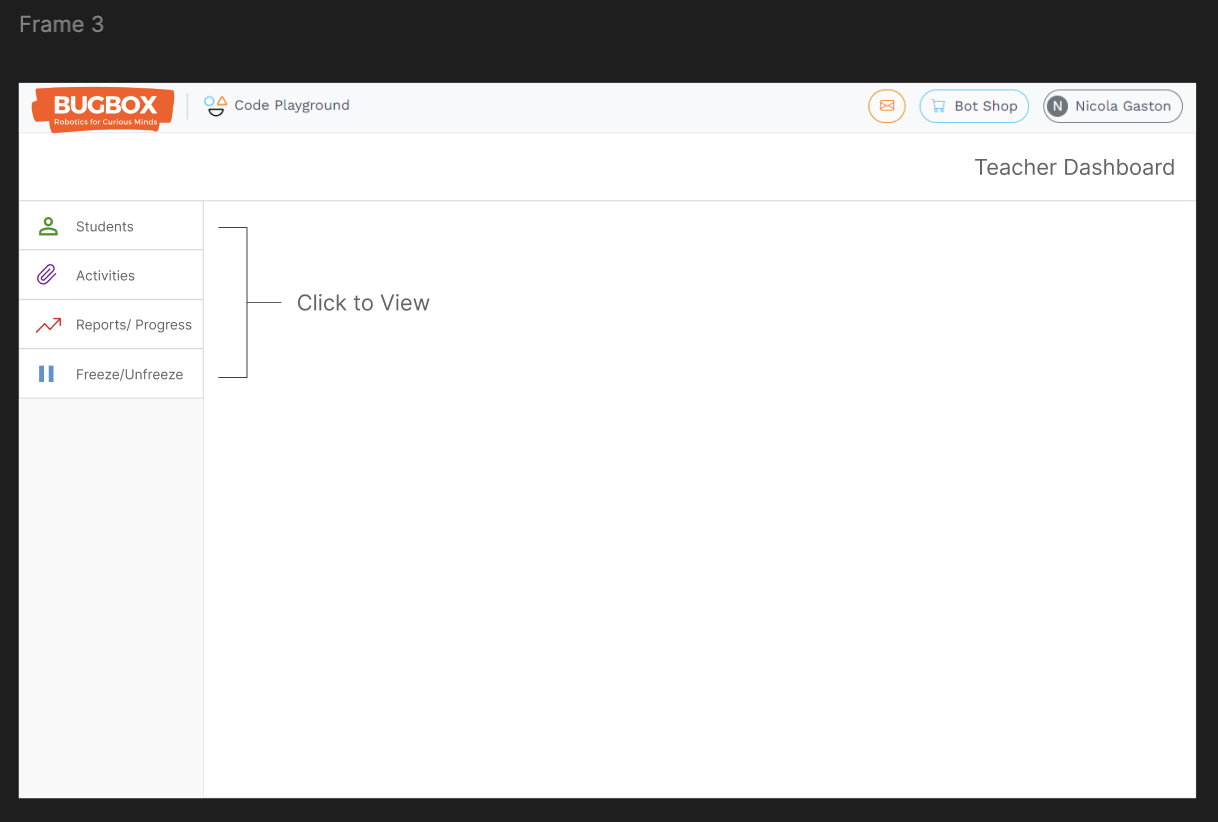 Frame 3
BUGBOX
Robotics for Curious Minds
Code Playground
Bot Shop
N
Nicola Gaston
Teacher Dashboard
Students
Activities
Reports/ Progress
Freeze/Unfreeze
Click to View